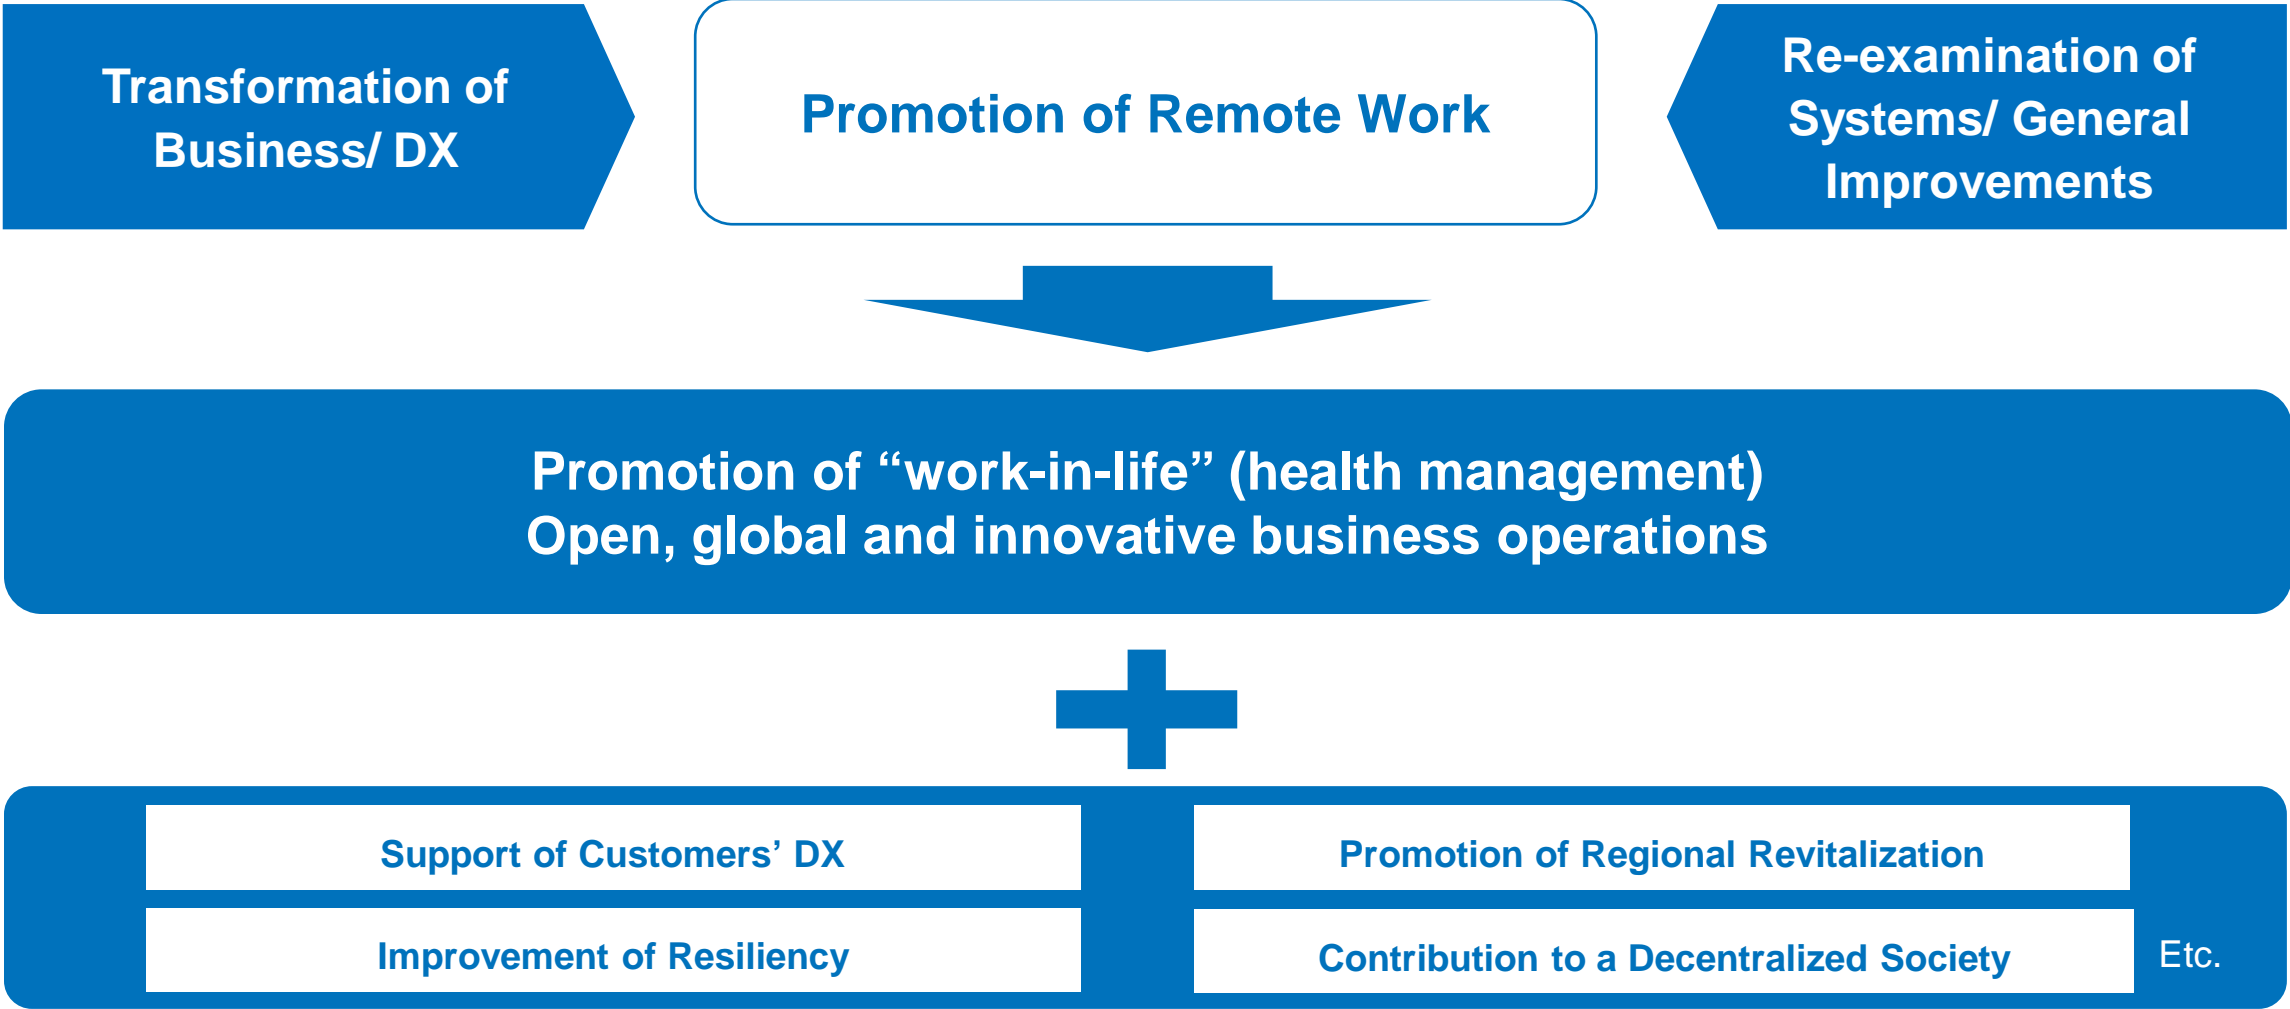 Transformation of
Business/ DX
Promotion of Remote Work
Re-examination of
Systems/ General
Improvements
Promotion of “work-in-life” (health management)
Open, global and innovative business operations
Support of Customers’ DX
Promotion of Regional Revitalization
Improvement of Resiliency
Contribution to a Decentralized Society
Etc.